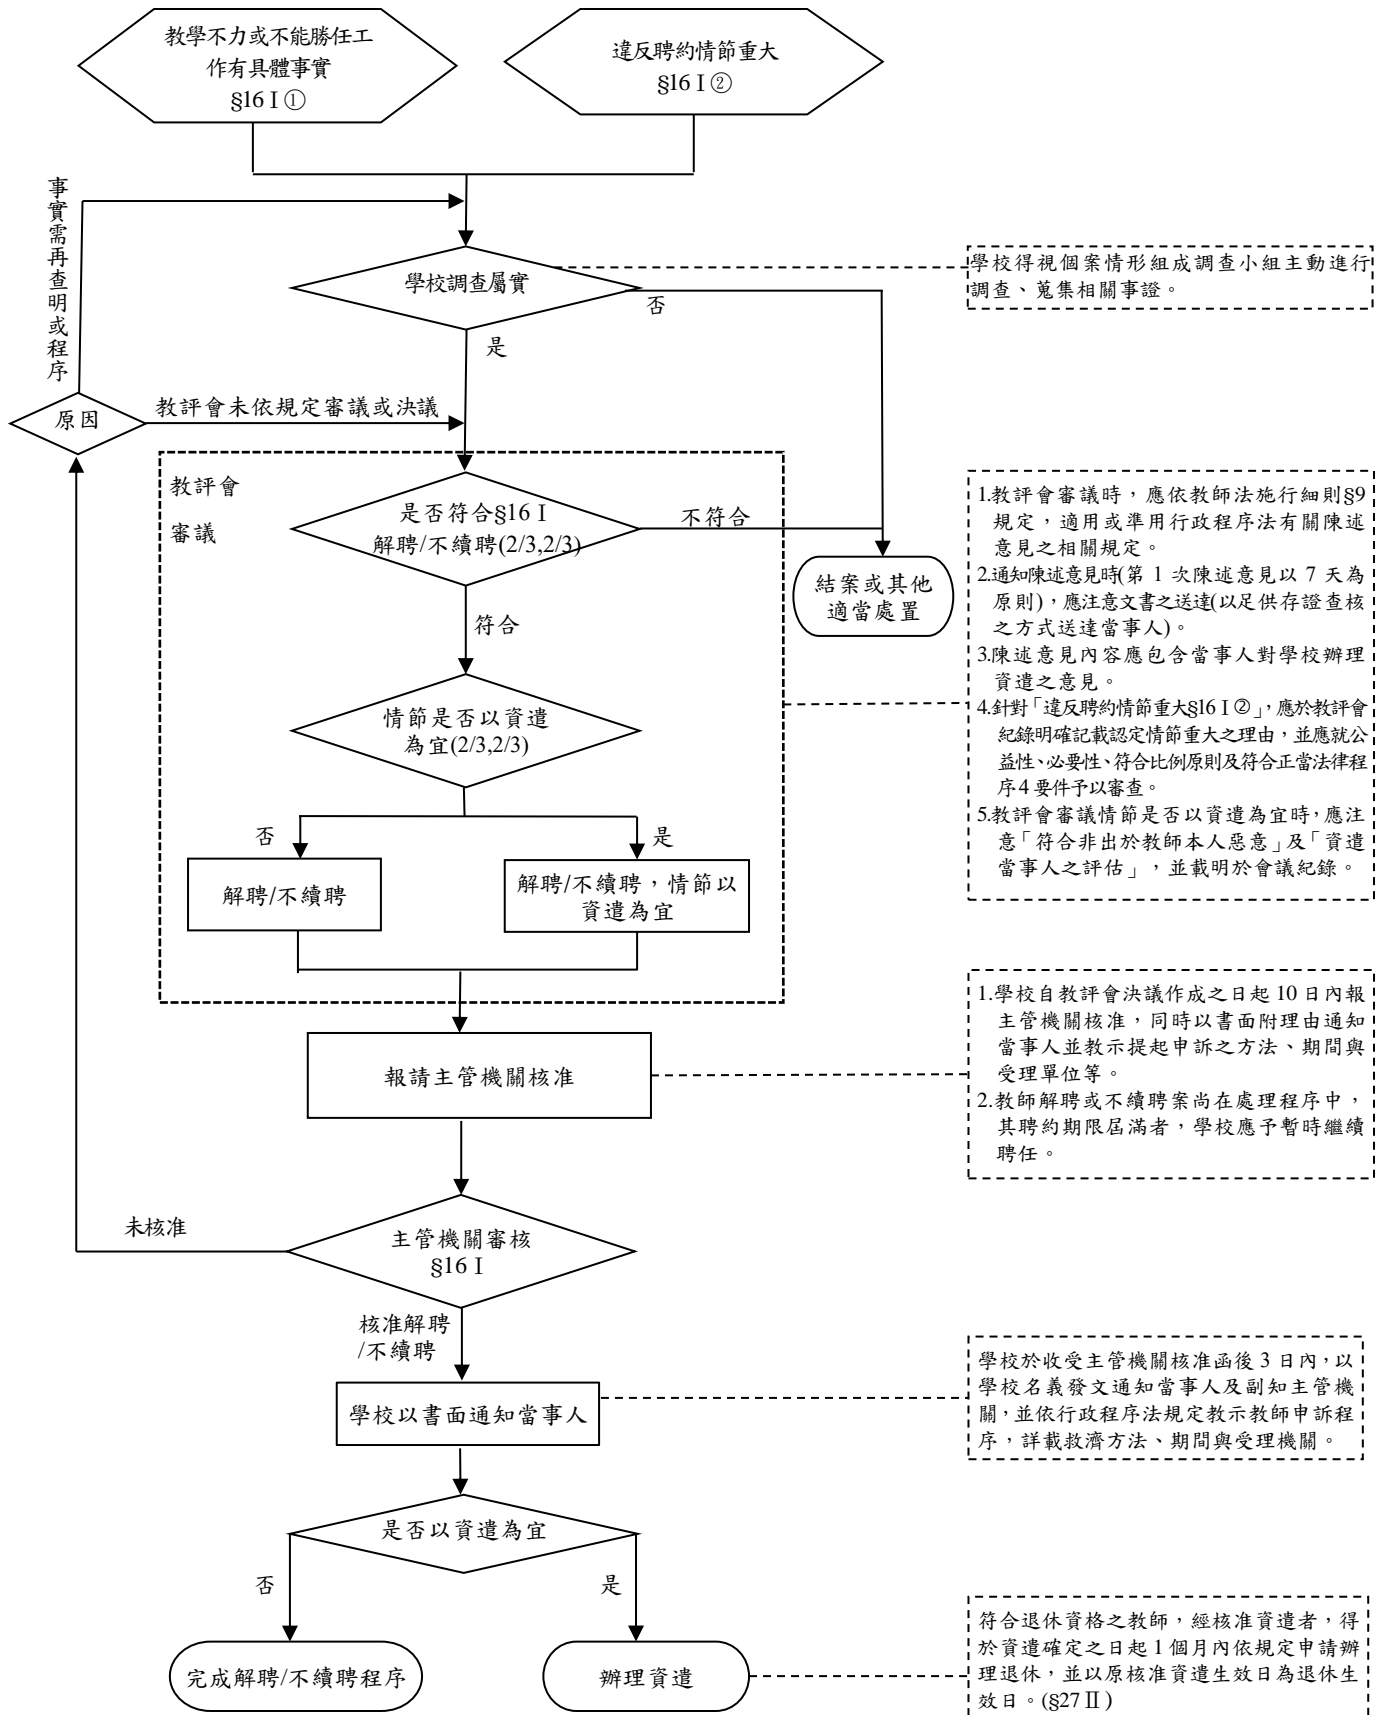 教學不力或不能勝任工
作有具體事實
§16Ⅰ①
違反聘約情節重大
§16Ⅰ②
事實需再查明或程序
學校調查屬實
否
是
學校得視個案情形組成調查小組主動進行
調查、蒐集相關事證。
原因
教評會未依規定審議或決議
教評會
審議
是否符合§16Ⅰ
解聘/不續聘(2/3,2/3)
不符合
符合
結案或其他
適當處置
情節是否以資遣
為宜(2/3,2/3)
否
是
解聘/不續聘
解聘/不續聘，情節以
資遣為宜
1.教評會審議時，應依教師法施行細則§9
規定，適用或準用行政程序法有關陳述
意見之相關規定。
2.通知陳述意見時(第 1 次陳述意見以 7 天為
原則)，應注意文書之送達(以足供存證查核
之方式送達當事人)。
3.陳述意見內容應包含當事人對學校辦理
資遣之意見。
4.針對「違反聘約情節重大§16Ⅰ②」，應於教評會
紀錄明確記載認定情節重大之理由，並應就公
益性、必要性、符合比例原則及符合正當法律程
序 4 要件予以審查。
5.教評會審議情節是否以資遣為宜時，應注
意「符合非出於教師本人惡意」及「資遣
當事人之評估」，並載明於會議紀錄。
報請主管機關核准
1.學校自教評會決議作成之日起 10 日內報
主管機關核准，同時以書面附理由通知
當事人並教示提起申訴之方法、期間與
受理單位等。
2.教師解聘或不續聘案尚在處理程序中，
其聘約期限屆滿者，學校應予暫時繼續
聘任。
未核准
主管機關審核
§16Ⅰ
核准解聘
/不續聘
學校以書面通知當事人
學校於收受主管機關核准函後 3 日內，以
學校名義發文通知當事人及副知主管機
關，並依行政程序法規定教示教師申訴程
序，詳載救濟方法、期間與受理機關。
是否以資遣為宜
否
是
完成解聘/不續聘程序
辦理資遣
符合退休資格之教師，經核准資遣者，得
於資遣確定之日起 1 個月內依規定申請辦
理退休，並以原核准資遣生效日為退休生
效日。(§27Ⅱ)